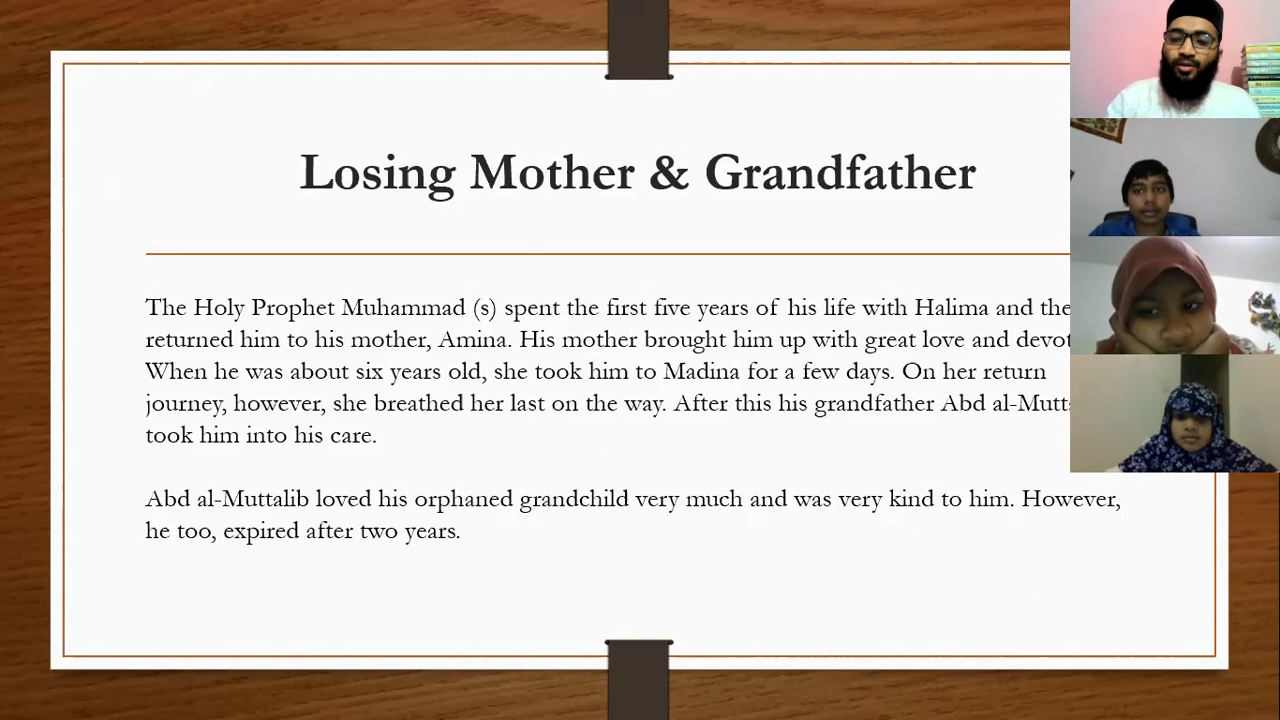 Losing Mother & Grandfather
The Holy Prophet Muhammad (s) spent the first five years of his life with Halima and
returned him to his mother, Amina. His mother brought him up with great love and
When he was about six years old, she took him to Madina for a few days. On her return
journey, however, she breathed her last on the way. After this his grandfather Abd
took him into his care.
Abd al-Muttalib loved his orphaned grandchild very much and was very kind to him. However,
he too, expired after two years.